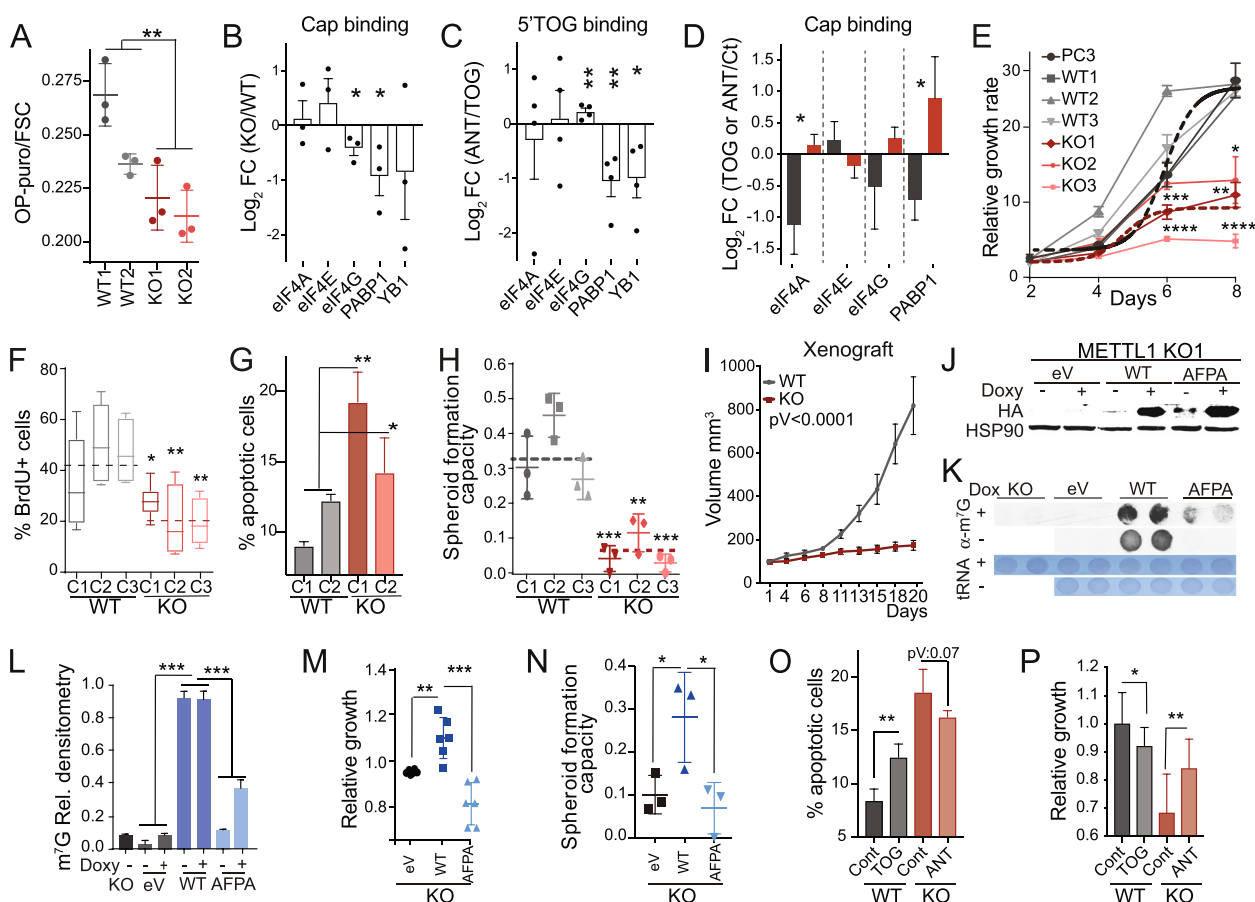 A
**
OP-puro/FSC
0.275
0.250
0.225
0.200
WT1
WT2
KO1
KO2
B
Cap binding
Log2 FC (KO/WT)
1
0
-1
-2
* *
eIF4A
eIF4E
eIF4G
PABP1
YB1
C
5'TOG binding
Log2 FC (ANT/TOG)
1
0
-1
-2
** ** *
eIF4A
eIF4E
eIF4G
PABP1
YB1
D
Cap binding
Log2 FC (TOG or ANT/Ct)
1.5
1.0
0.5
0.0
-0.5
-1.0
-1.5
* *
eIF4A
eIF4E
eIF4G
PABP1
E
Relative growth rate
30
20
10
0
PC3
WT1
WT2
WT3
KO1
KO2
KO3
*
*** **
**** ****
2 4 6 8
Days
F
% BrdU+ cells
80
60
40
20
0
* ** **
C1 C2 C3 C1 C2 C3
WT KO
G
% apoptotic cells
20
15
10
**
*
C1 C2 C1 C2
WT KO
H
Spheroid formation
capacity
0.6
0.5
0.4
0.3
0.2
0.1
0.0
*** ** ***
C1 C2 C3 C1 C2 C3
WT KO
I
Xenograft
Volume mm3
1000
800
600
400
200
100
0
WT
KO
pV<0.0001
1 4 6 8 11 13 15 18 20
Days
J
METTL1 KO1
eV WT AFPA
Doxy - + - + - +
HA
HSP90
K
Dox KO eV WT AFPA
α-m7G
+
-
tRNA
+
-
L
m7G Rel. densitometry
1.0
0.8
0.6
0.4
0.2
0.0
*** ***
Doxy - - + - + - +
KO eV WT AFPA
M
Relative growth
1.4
1.2
1.0
0.8
** ***
eV
WT
AFPA
KO
N
Spheroid formation
capacity
0.4
0.3
0.2
0.1
0.0
* *
eV
WT
AFPA
KO
O
% apoptotic cells
25
20
15
10
5
**
pV:0.07
Cont
TOG
Cont
ANT
WT KO
P
Relative growth
1.2
1.1
1.0
0.9
0.8
0.7
0.6
* **
Cont
TOG
Cont
ANT
WT KO